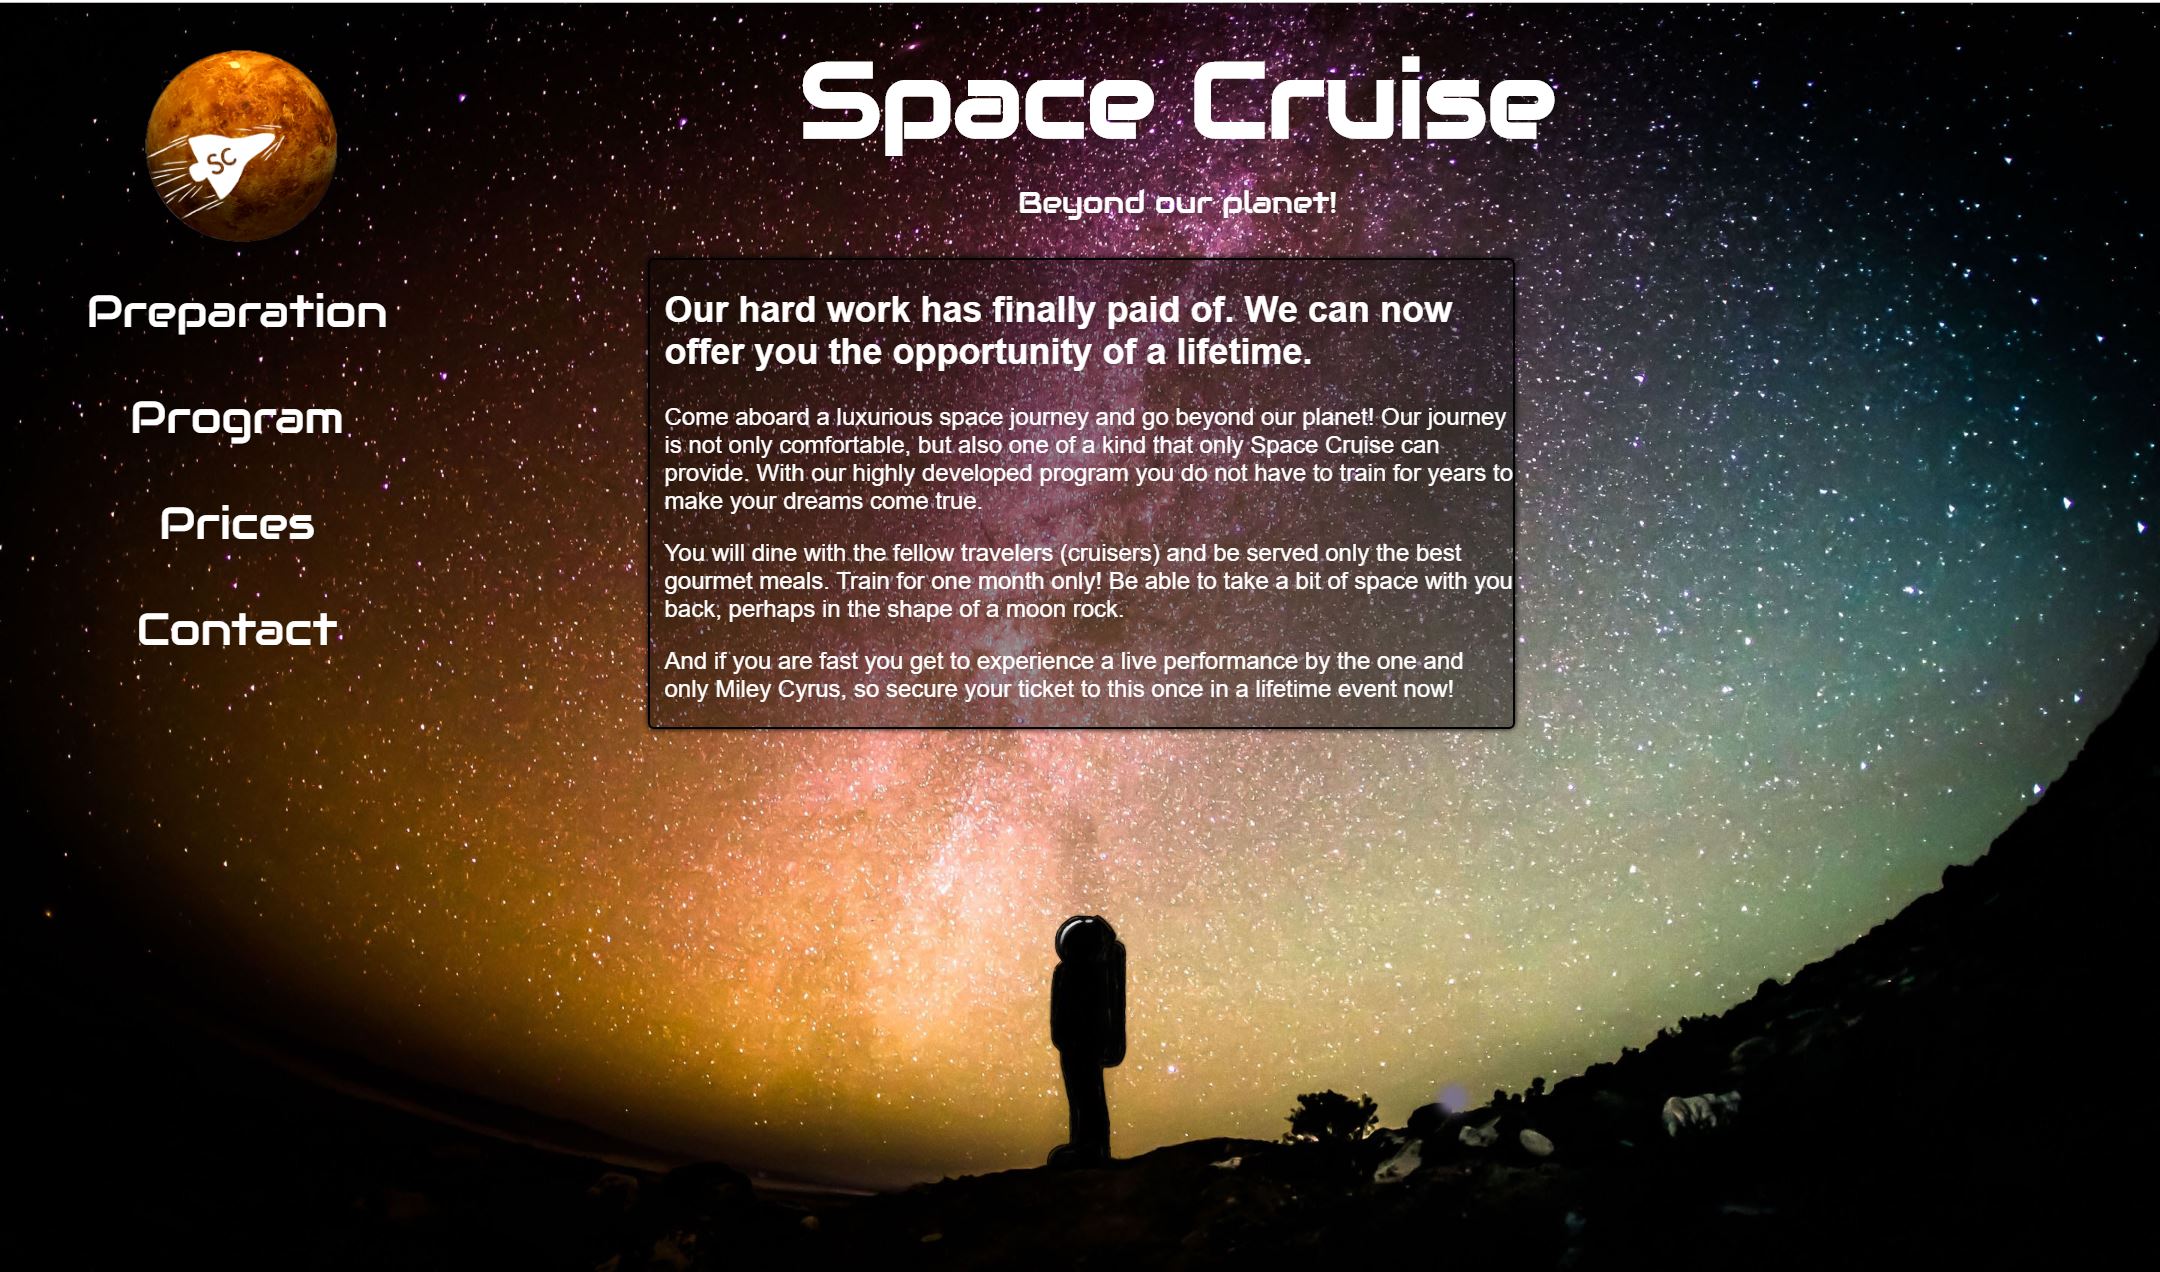 SC
Space Cruise
Beyond our planet!
Preparation
Program
Prices
Contact
Our hard work has finally paid of. We can now
offer you the opportunity of a lifetime.
Come aboard a luxurious space journey and go beyond our planet! Our journey
is not only comfortable, but also one of a kind that only Space Cruise can
provide. With our highly developed program you do not have to train for years to
make your dreams come true.
You will dine with the fellow travelers (cruisers) and be served only the best
gourmet meals. Train for one month only! Be able to take a bit of space with you
back, perhaps in the shape of a moon rock.
And if you are fast you get to experience a live performance by the one and
only Miley Cyrus, so secure your ticket to this once in a lifetime event now!